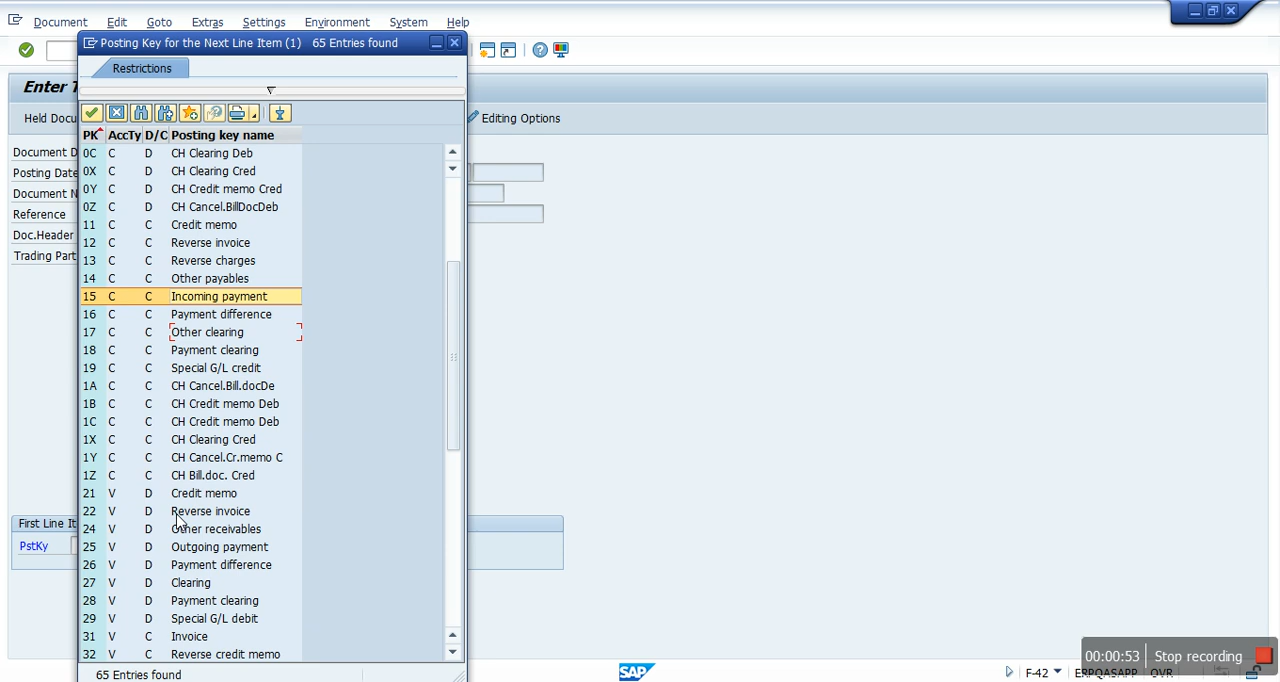 Document Edit Goto Extras Settings Environment System Help
Posting Key for the Next Line Item (1) 65 Entries found
Restrictions
Enter T
Held Docu
Editing Options
PK AccTy D/C Posting key name
Document D
Posting Date
Document N
Reference
Doc.Header
Trading Part
0C C D CH Clearing Deb
0X C D CH Clearing Cred
0Y C D CH Credit memo Cred
0Z C D CH Cancel.BillDocDeb
11 C C Credit memo
12 C C Reverse invoice
13 C C Reverse charges
14 C C Other payables
15 C C Incoming payment
16 C C Payment difference
17 C C Other clearing
18 C C Payment clearing
19 C C Special G/L credit
1A C C CH Cancel.Bill.docDe
1B C C CH Credit memo Deb
1C C C CH Credit memo Deb
1X C C CH Clearing Cred
1Y C C CH Cancel.Cr.memo C
1Z C C CH Bill.doc. Cred
21 V D Credit memo
22 V D Reverse invoice
24 V D Other receivables
25 V D Outgoing payment
26 V D Payment difference
27 V D Clearing
28 V D Payment clearing
29 V D Special G/L debit
31 V C Invoice
32 V C Reverse credit memo
First Line It
PstKy
65 Entries found
SAP
F-42 ERPQASAPP OVR
00:00:53 Stop recording